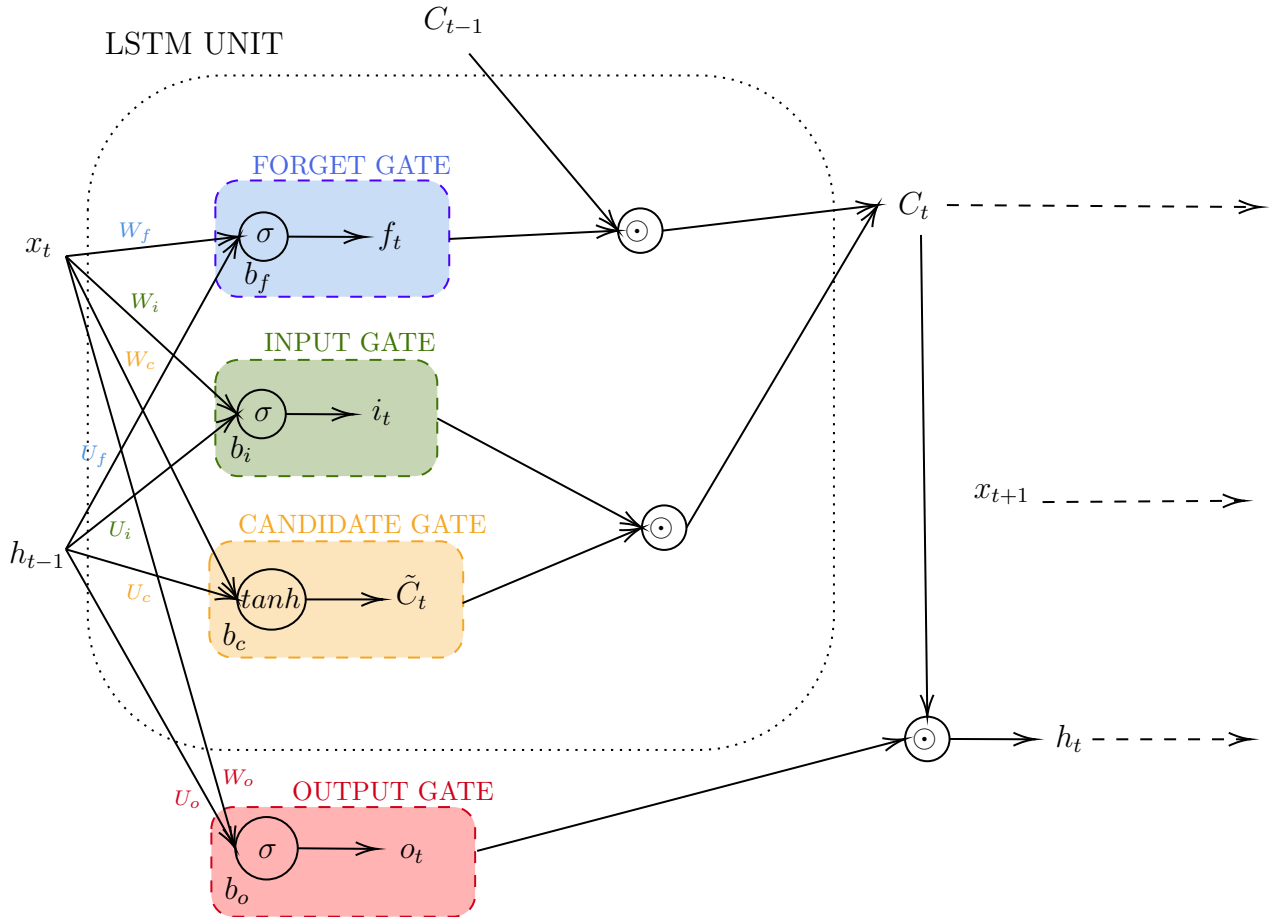 C_{t-1}
LSTM UNIT
FORGET GATE
W_f
σ
f_t
⊙
C_t
x_t
b_f
W_i
INPUT GATE
W_c
σ
i_t
b_i
U_f
x_{t+1}
CANDIDATE GATE
U_i
⊙
h_{t-1}
U_c
tanh
C̃_t
b_c
⊙
h_t
W_o
U_o
OUTPUT GATE
σ
o_t
b_o